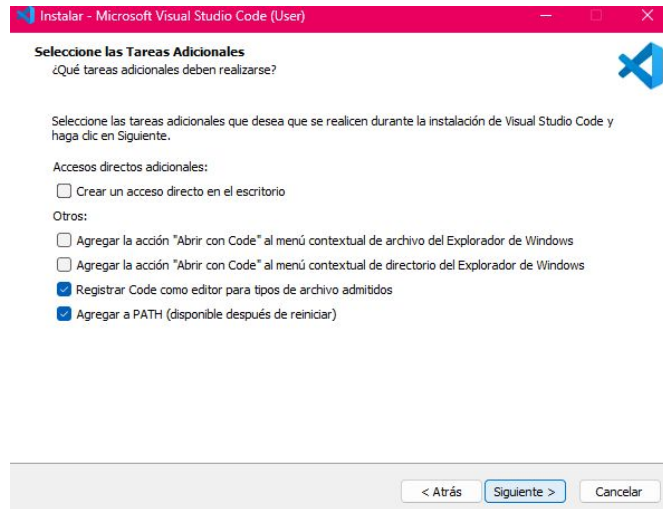 Instalar - Microsoft Visual Studio Code (User)
Seleccione las Tareas Adicionales
¿Qué tareas adicionales deben realizarse?
Seleccione las tareas adicionales que desea que se realicen durante la instalación de Visual Studio Code y
haga clic en Siguiente.
Accesos directos adicionales:
Crear un acceso directo en el escritorio
Otros:
Agregar la acción "Abrir con Code" al menú contextual de archivo del Explorador de Windows
Agregar la acción "Abrir con Code" al menú contextual de directorio del Explorador de Windows
Registrar Code como editor para tipos de archivo admitidos
Agregar a PATH (disponible después de reiniciar)
< Atrás Siguiente > Cancelar